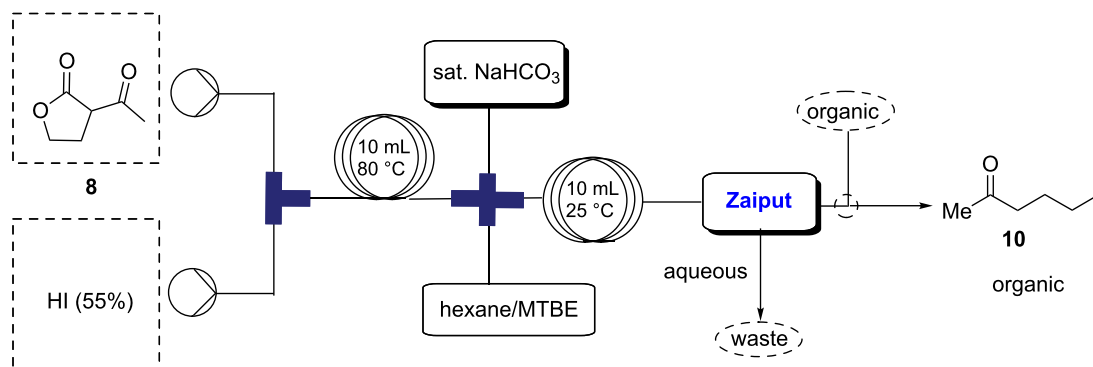 O
O
O
8
HI (55%)
10 mL
80 °C
sat. NaHCO3
hexane/MTBE
10 mL
25 °C
Zaiput
aqueous
waste
organic
O
Me
10
organic